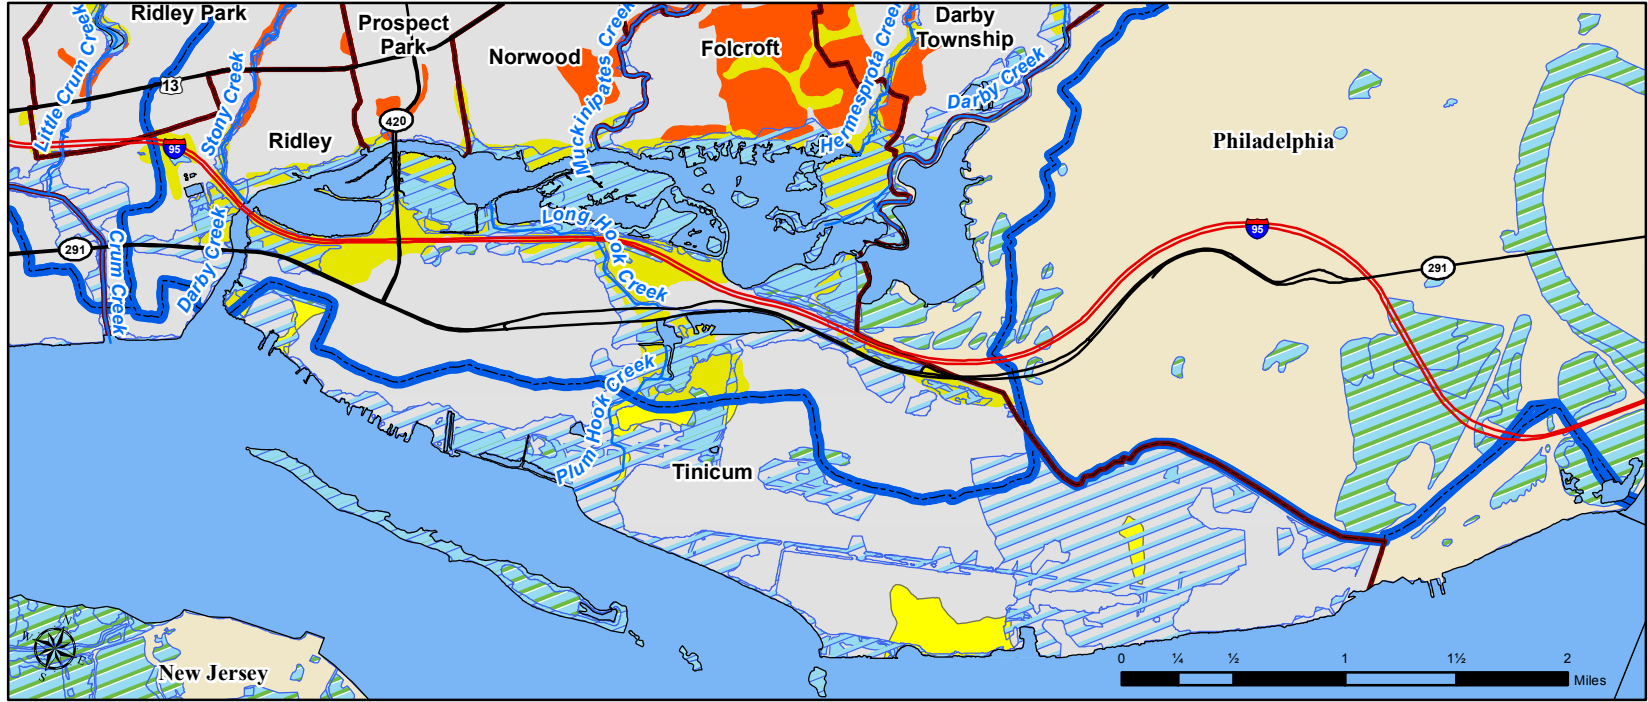 Ridley Park
Prospect
Park
Norwood
Folcroft
Darby
Township
Little Crum Creek
Stony Creek
Muckinipates Creek
Hermesprota Creek
Darby Creek
13
420
95
Ridley
Philadelphia
Long Hook Creek
95
291
291
Crum Creek
Darby Creek
Plum Hook Creek
Tinicum
New Jersey
N
W
E
S
0 ¼ ½ 1 1½ 2
Miles